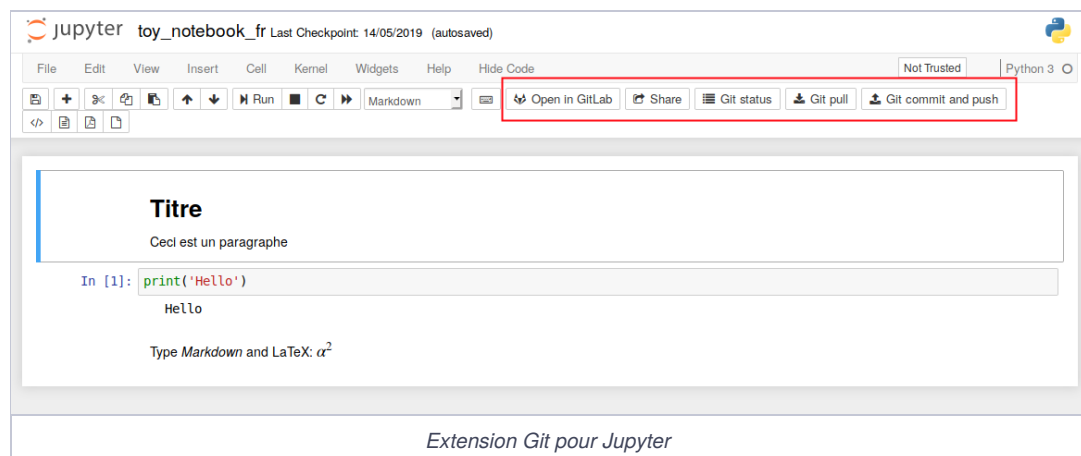 jupyter toy_notebook_fr Last Checkpoint: 14/05/2019 (autosaved)
File Edit View Insert Cell Kernel Widgets Help Hide Code Not Trusted Python 3
Run Markdown Open in GitLab Share Git status Git pull Git commit and push
Titre
Ceci est un paragraphe
In [1]: print('Hello')
Hello
Type Markdown and LaTeX: α²
Extension Git pour Jupyter